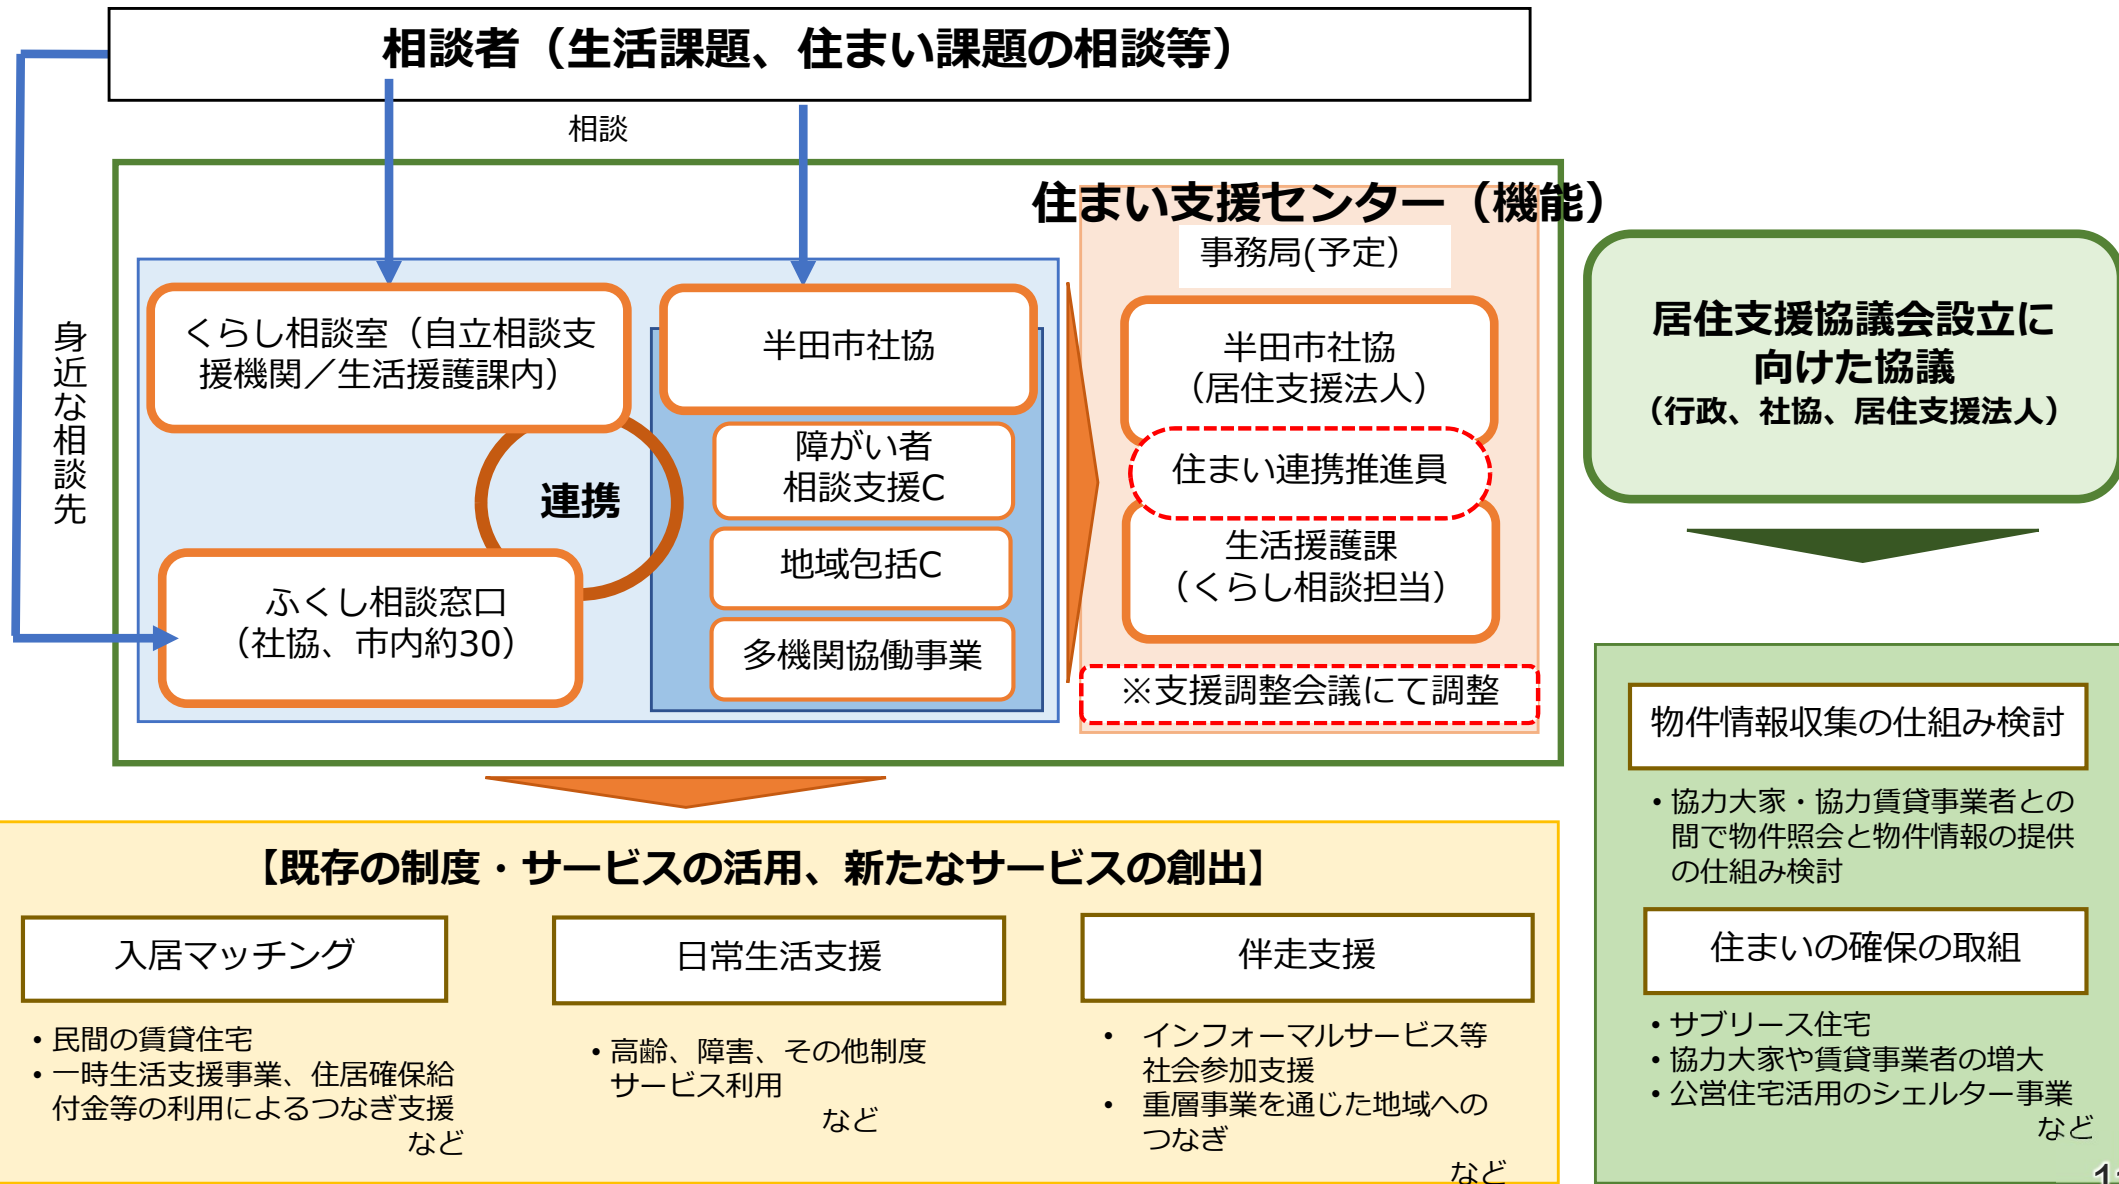 相談者（生活課題、住まい課題の相談等）
相談
身近な相談先
住まい支援センター（機能）
事務局(予定）
くらし相談室（自立相談支
援機関／生活援護課内）
連携
ふくし相談窓口
（社協、市内約30）
半田市社協
障がい者
相談支援C
地域包括C
多機関協働事業
半田市社協
（居住支援法人）
住まい連携推進員
生活援護課
（くらし相談担当）
※支援調整会議にて調整
居住支援協議会設立に
向けた協議
（行政、社協、居住支援法人）
【既存の制度・サービスの活用、新たなサービスの創出】
入居マッチング
・民間の賃貸住宅
・一時生活支援事業、住居確保給
付金等の利用によるつなぎ支援
など
日常生活支援
・高齢、障害、その他制度
サービス利用
など
伴走支援
・ インフォーマルサービス等
社会参加支援
・ 重層事業を通じた地域への
つなぎ
など
物件情報収集の仕組み検討
・協力大家・協力賃貸事業者との
間で物件照会と物件情報の提供
の仕組み検討
住まいの確保の取組
・サブリース住宅
・協力大家や賃貸事業者の増大
・公営住宅活用のシェルター事業
など